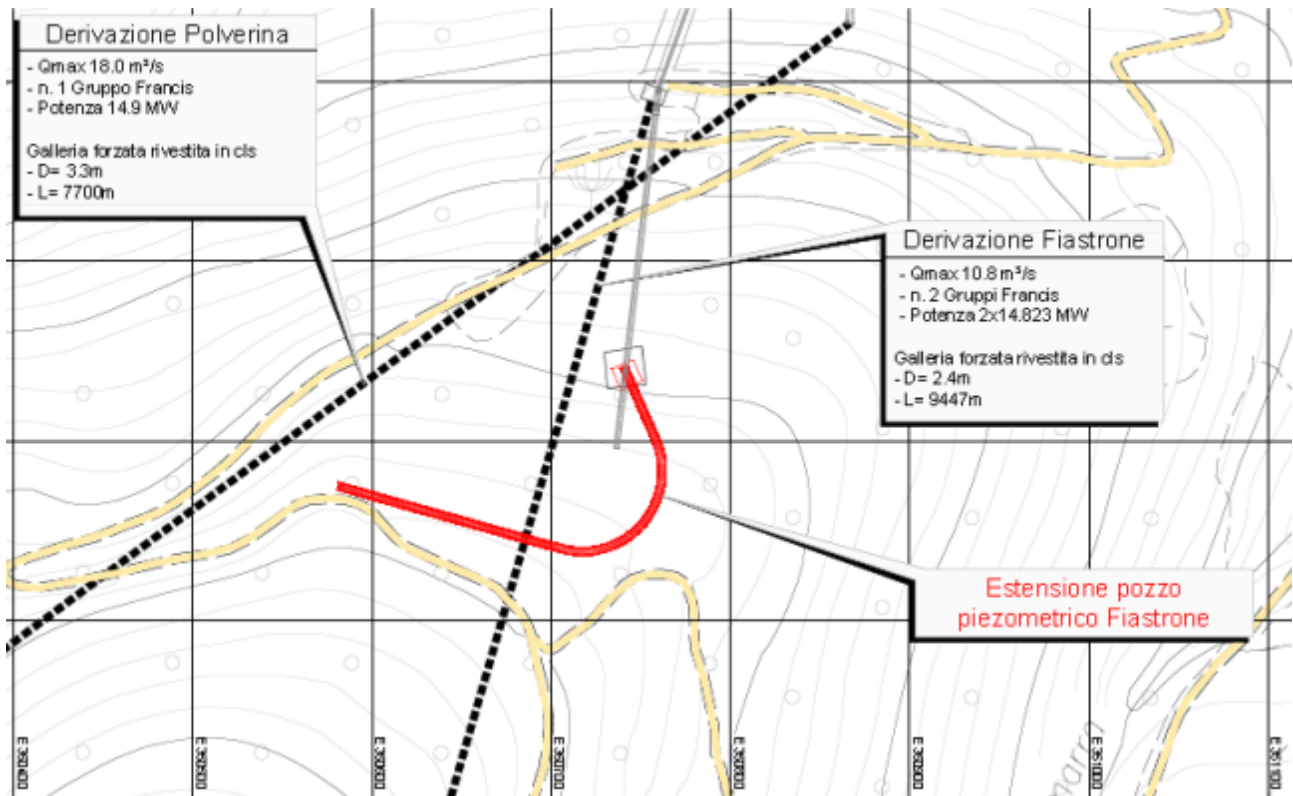 Derivazione Polverina
- Qmax 18.0 m³/s
- n. 1 Gruppo Francis
- Potenza 14.9 MW
Galleria forzata rivestita in cls
- D= 3.3m
- L= 7700m
Derivazione Fiastrone
- Qmax 10.8 m³/s
- n. 2 Gruppi Francis
- Potenza 2x14.823 MW
Galleria forzata rivestita in cls
- D= 2.4m
- L= 9447m
Estensione pozzo
piezometrico Fiastrone